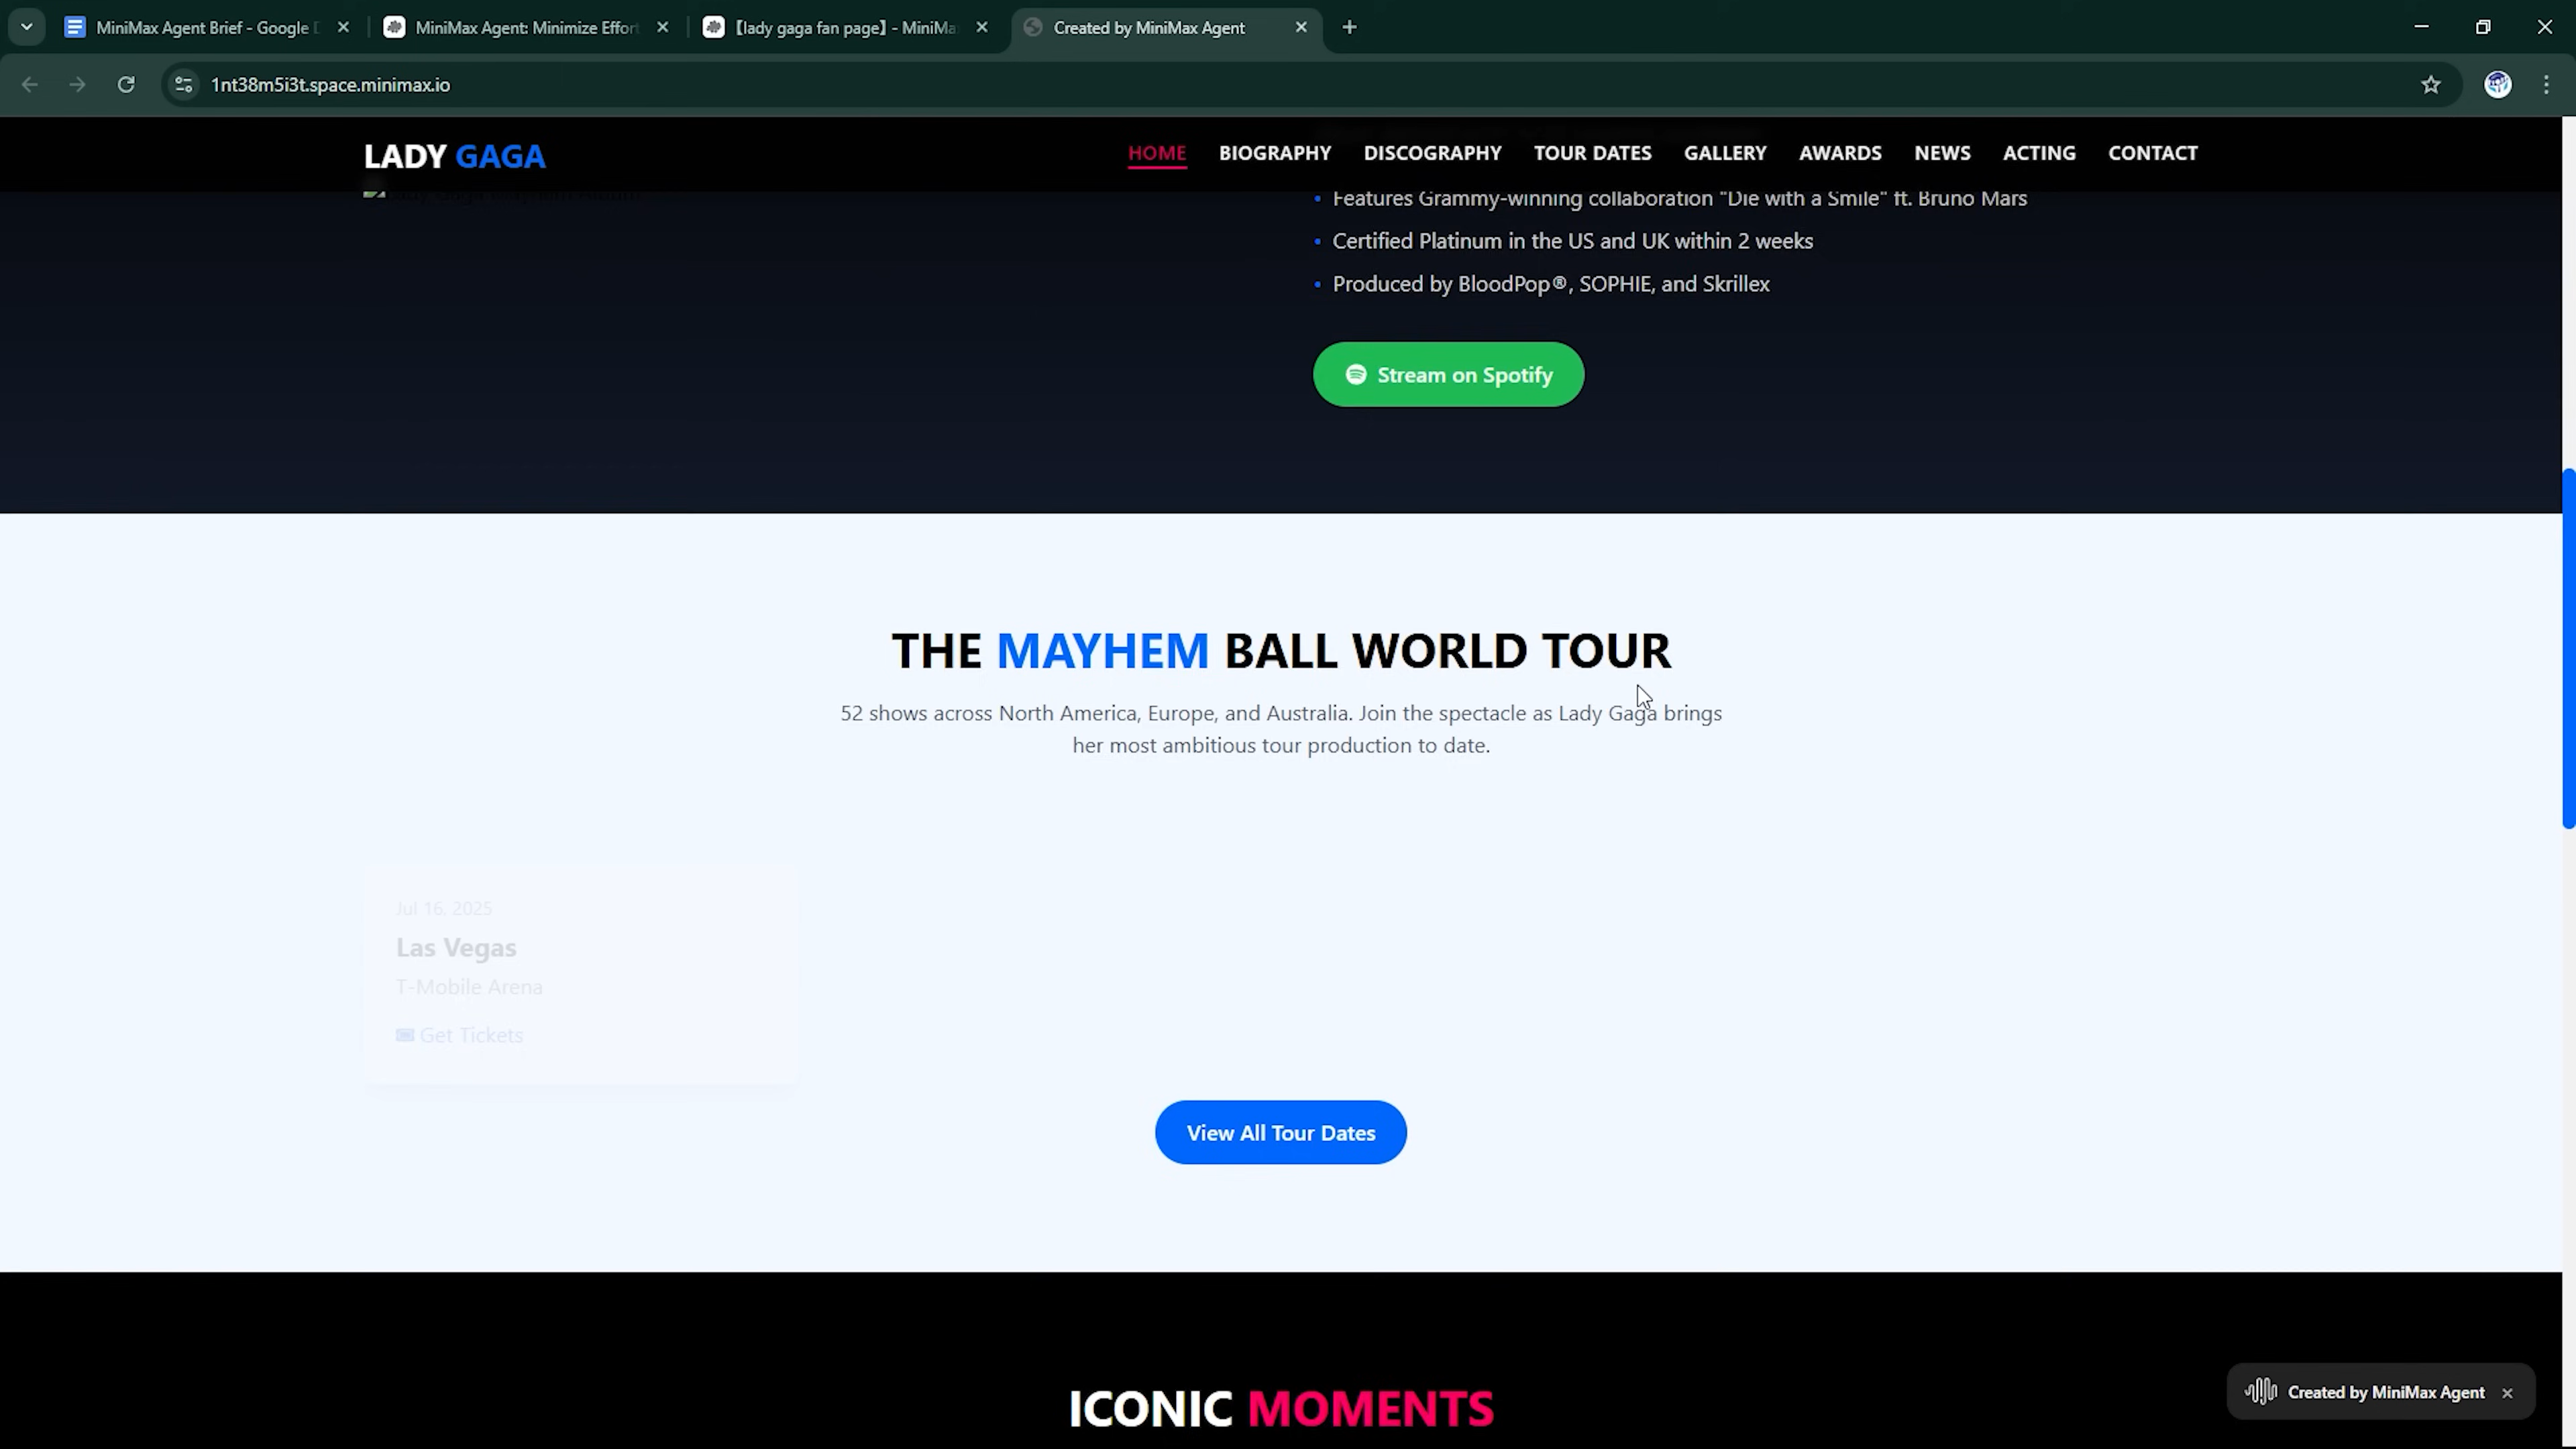 MiniMax Agent Brief - Google D
MiniMax Agent: Minimize Effort
【lady gaga fan page】 - MiniMa
Created by MiniMax Agent
1nt38m5i3t.space.minimax.io
LADY GAGA
HOME BIOGRAPHY DISCOGRAPHY TOUR DATES GALLERY AWARDS NEWS ACTING CONTACT
Features Grammy-winning collaboration "Die with a Smile" ft. Bruno Mars
Certified Platinum in the US and UK within 2 weeks
Produced by BloodPop®, SOPHIE, and Skrillex
Stream on Spotify
THE MAYHEM BALL WORLD TOUR
52 shows across North America, Europe, and Australia. Join the spectacle as Lady Gaga brings
her most ambitious tour production to date.
Jul 16, 2025
Las Vegas
T-Mobile Arena
Get Tickets
View All Tour Dates
ICONIC MOMENTS
Created by MiniMax Agent